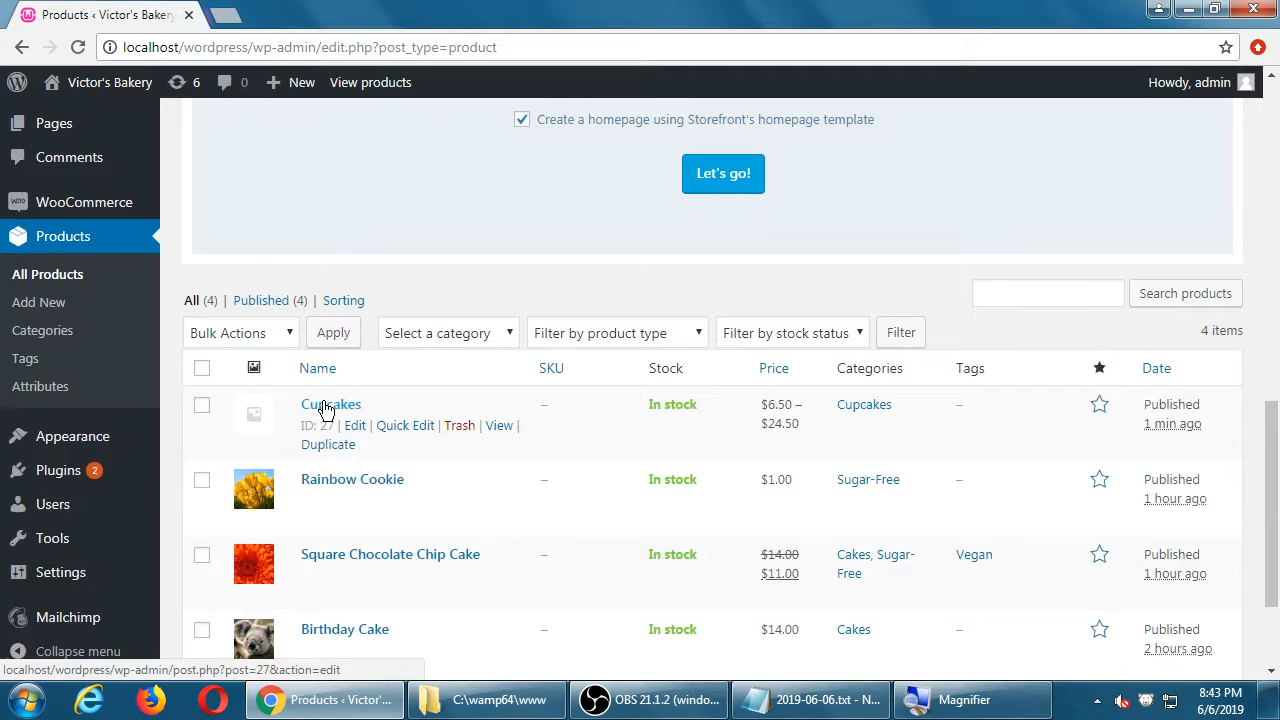 Products ‹ Victor's Bakery
localhost/wordpress/wp-admin/edit.php?post_type=product
Victor's Bakery 6 0 New View products Howdy, admin
Pages
Comments
WooCommerce
Products
All Products
Add New
Categories
Tags
Attributes
Appearance
Plugins 2
Users
Tools
Settings
Mailchimp
Collapse menu
Create a homepage using Storefront's homepage template
Let's go!
All (4) | Published (4) | Sorting
Search products
Bulk Actions Apply Select a category Filter by product type Filter by stock status Filter 4 items
Name SKU Stock Price Categories Tags Date
Cupcakes – In stock $6.50 – Cupcakes – Published
ID: 27 | Edit | Quick Edit | Trash | View | $24.50 1 min ago
Duplicate
Rainbow Cookie – In stock $1.00 Sugar-Free – Published
1 hour ago
Square Chocolate Chip Cake – In stock $14.00 Cakes, Sugar- Vegan Published
$11.00 Free 1 hour ago
Birthday Cake – In stock $14.00 Cakes – Published
2 hours ago
localhost/wordpress/wp-admin/post.php?post=27&action=edit
Products ‹ Victor'... C:\wamp64\www OBS 21.1.2 (windo... 2019-06-06.txt - N... Magnifier
8:43 PM
6/6/2019